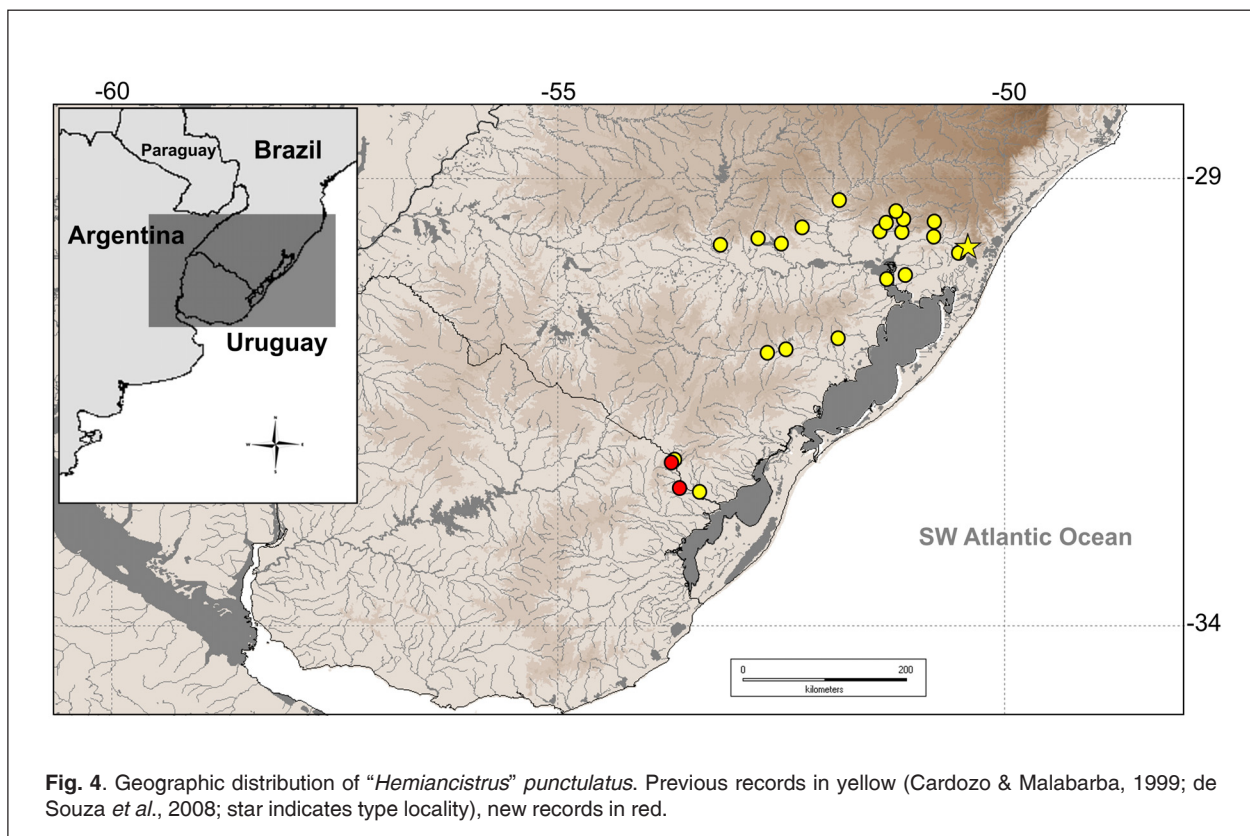 -60 -55 -50
Paraguay
Brazil
Argentina
Uruguay
N
W E
S
-29
SW Atlantic Ocean
-34
0 200
kilometers
Fig. 4. Geographic distribution of “Hemiancistrus” punctulatus. Previous records in yellow (Cardozo & Malabarba, 1999; de
Souza et al., 2008; star indicates type locality), new records in red.